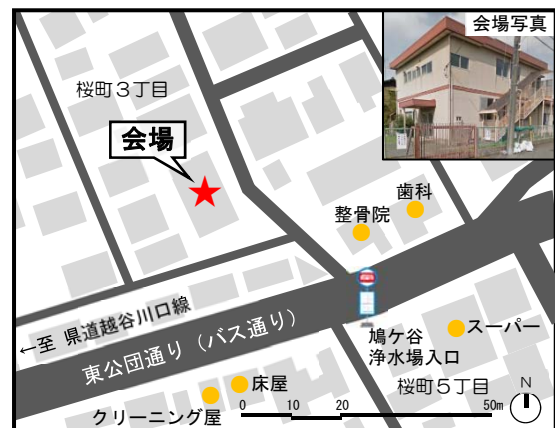 会場写真
桜町３丁目
会場
歯科
整骨院
←至 県道越谷川口線
東公団通り（バス通り）
鳩ケ谷
浄水場入口
スーパー
桜町５丁目
床屋
クリーニング屋
0 10 20 50m
N